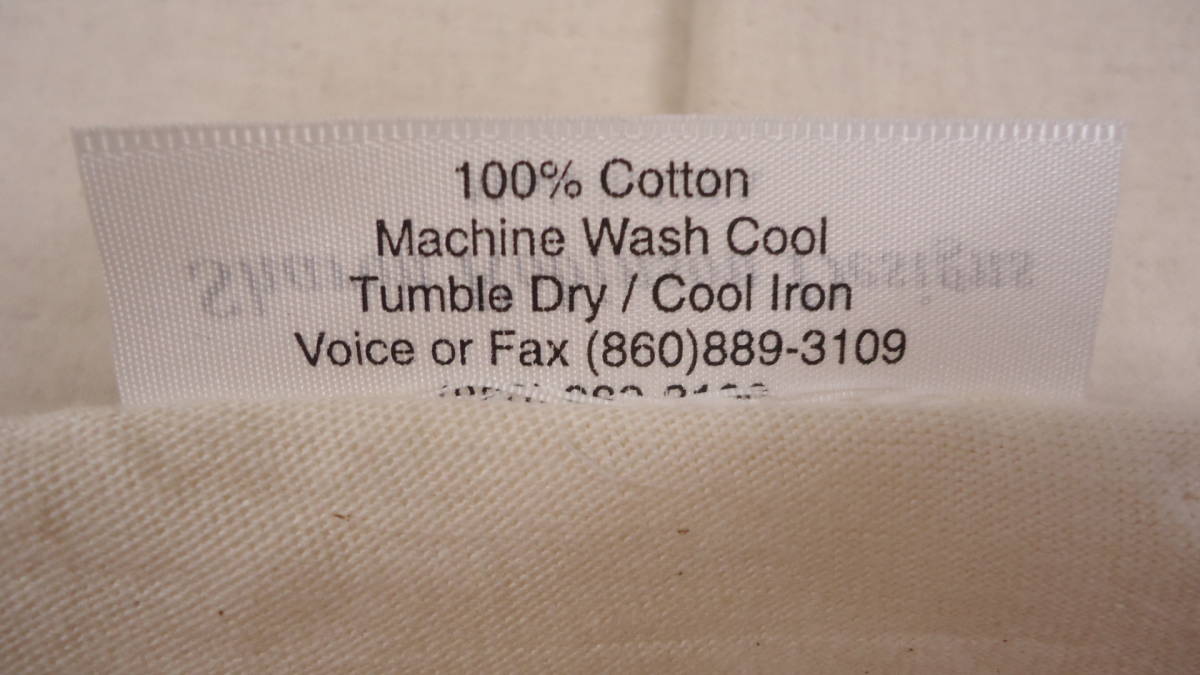 100% Cotton
Machine Wash Cool
Tumble Dry / Cool Iron
Voice or Fax (860)889-3109